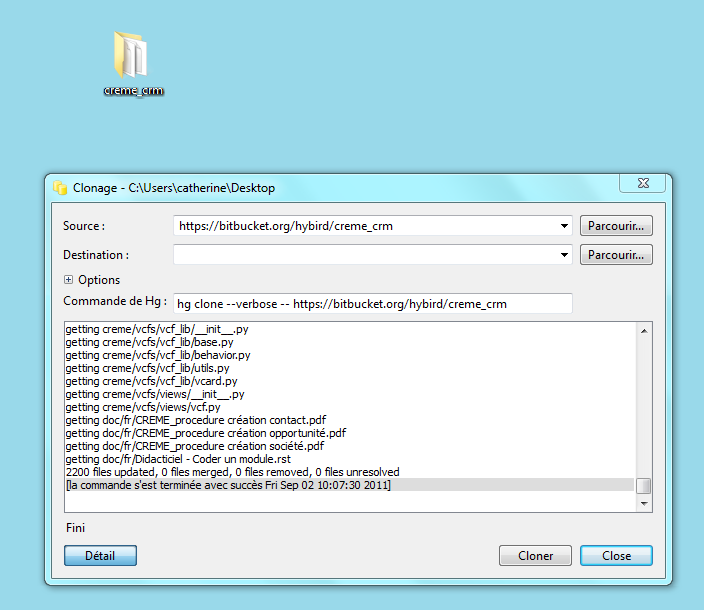 creme_crm
Clonage - C:\Users\catherine\Desktop
Source :
https://bitbucket.org/hybird/creme_crm
Parcourir...
Destination :
Parcourir...
Options
Commande de Hg :
hg clone --verbose -- https://bitbucket.org/hybird/creme_crm
getting creme/vcfs/vcf_lib/__init__.py
getting creme/vcfs/vcf_lib/base.py
getting creme/vcfs/vcf_lib/behavior.py
getting creme/vcfs/vcf_lib/utils.py
getting creme/vcfs/vcf_lib/vcard.py
getting creme/vcfs/views/__init__.py
getting creme/vcfs/views/vcf.py
getting doc/fr/CREME_procedure création contact.pdf
getting doc/fr/CREME_procedure création opportunité.pdf
getting doc/fr/CREME_procedure création société.pdf
getting doc/fr/Didacticiel - Coder un module.rst
2200 files updated, 0 files merged, 0 files removed, 0 files unresolved
[la commande s'est terminée avec succès Fri Sep 02 10:07:30 2011]
Fini
Détail
Cloner
Close